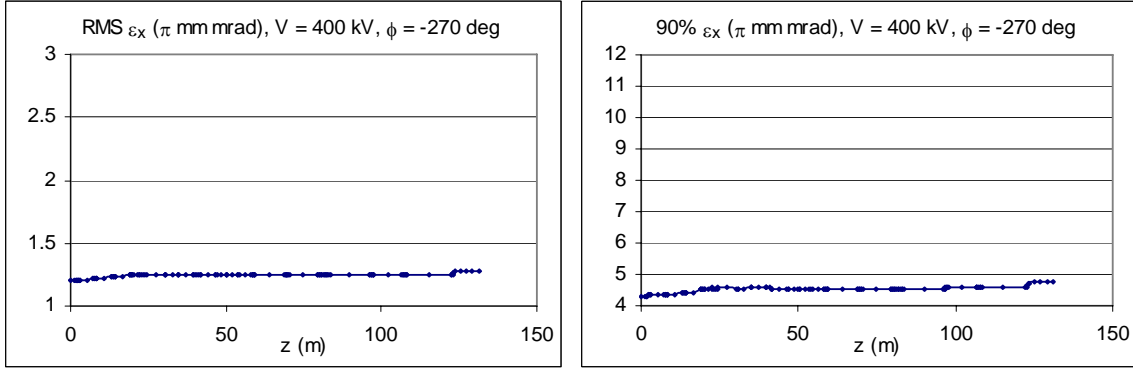 RMS εx (π mm mrad), V = 400 kV, ϕ = -270 deg
3
2.5
2
1.5
1
0 50 100 150
z (m)
90% εx (π mm mrad), V = 400 kV, ϕ = -270 deg
12
11
10
9
8
7
6
5
4
0 50 100 150
z (m)